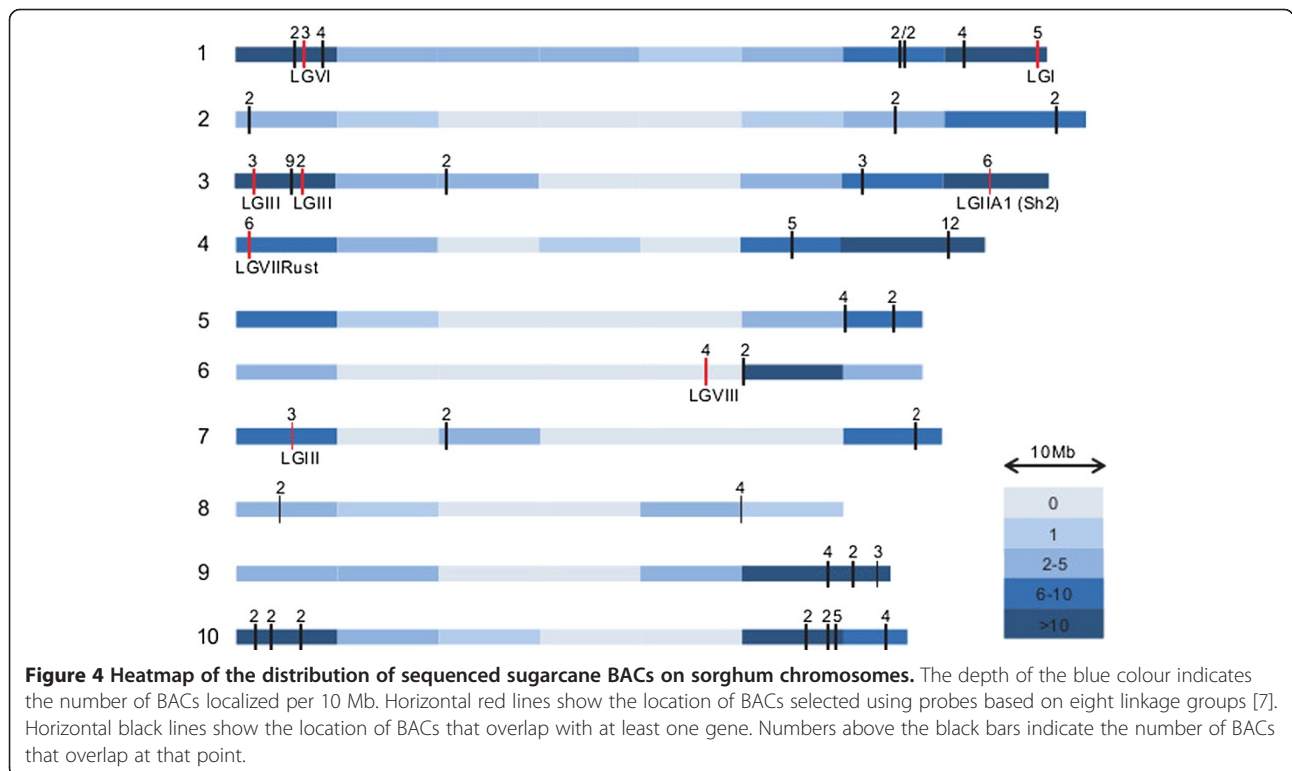 2 3 4 2/2 4 5
1
LGVI LGI
2 2 2
2
3 9 2 2 3 6
3
LGIII LGIII LGIIA1 (Sh2)
6 5 12
4
LGVIIRust
4 2
5
4 2
6
LGVIII
3 2 2
7
LGIII
10Mb
2 4
8
0
1
2-5
6-10
>10
4 2 3
9
2 2 2 2 2 5 4
10
Figure 4 Heatmap of the distribution of sequenced sugarcane BACs on sorghum chromosomes. The depth of the blue colour indicates
the number of BACs localized per 10 Mb. Horizontal red lines show the location of BACs selected using probes based on eight linkage groups [7].
Horizontal black lines show the location of BACs that overlap with at least one gene. Numbers above the black bars indicate the number of BACs
that overlap at that point.